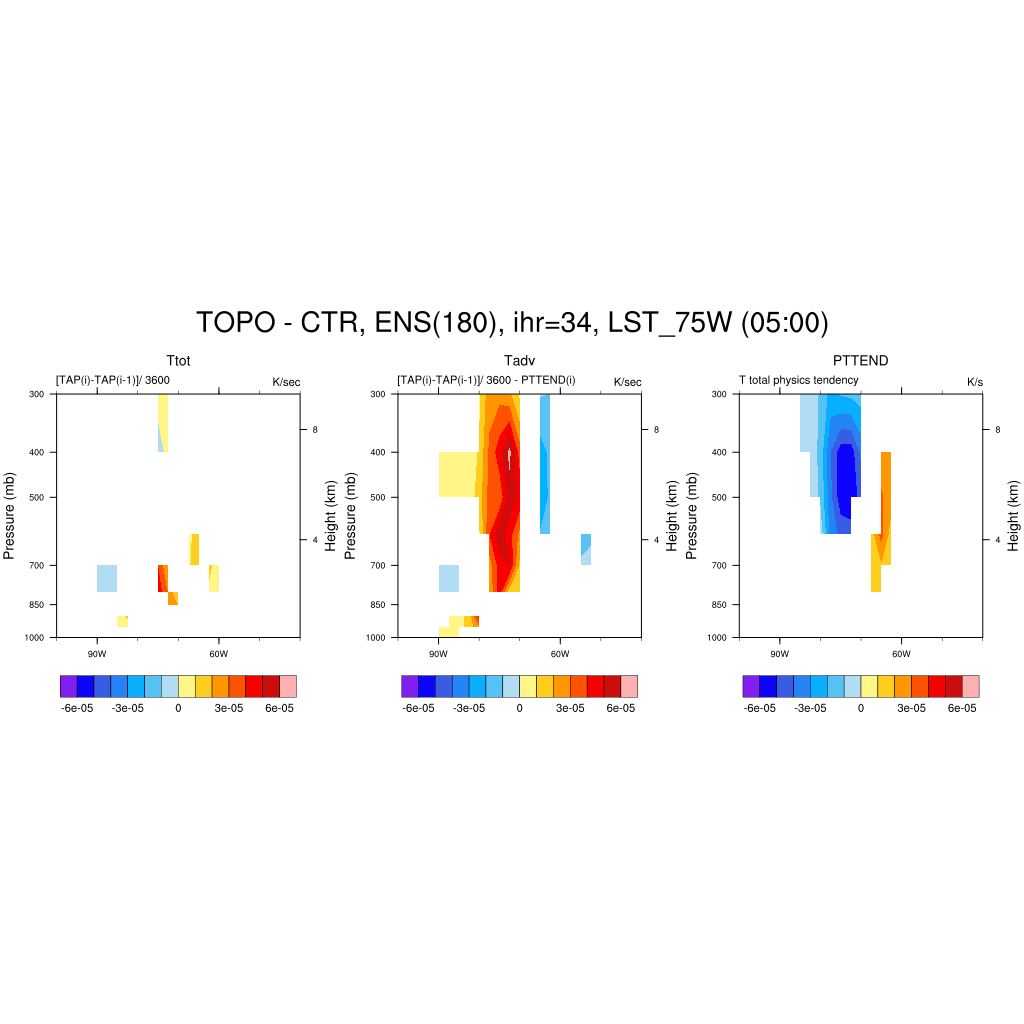 TOPO - CTR, ENS(180), ihr=34, LST_75W (05:00)
Ttot
[TAP(i)-TAP(i-1)]/ 3600 K/sec
300
400
500
700
850
1000
Pressure (mb)
8
4
Height (km)
90W 60W
-6e-05 -3e-05 0 3e-05 6e-05
Tadv
[TAP(i)-TAP(i-1)]/ 3600 - PTTEND(i) K/sec
300
400
500
700
850
1000
Pressure (mb)
8
4
Height (km)
90W 60W
-6e-05 -3e-05 0 3e-05 6e-05
PTTEND
T total physics tendency K/s
300
400
500
700
850
1000
Pressure (mb)
8
4
Height (km)
90W 60W
-6e-05 -3e-05 0 3e-05 6e-05